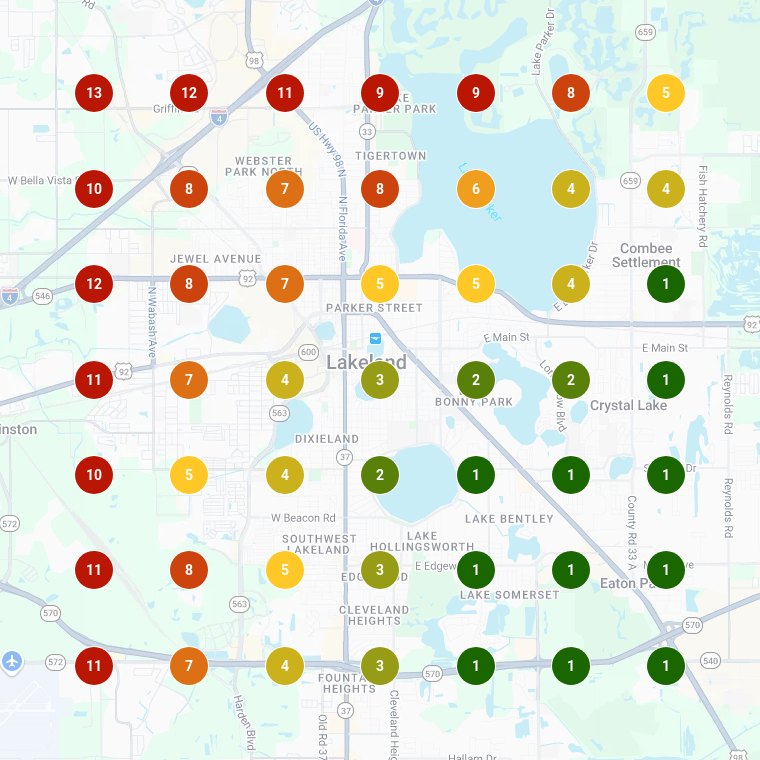 Rd
98
Lake Parker Dr
659
13
12
11
9
9
8
5
4
PARKER PARK
33
TIGERTOWN
US Hwy 98 N
WEBSTER
PARK NORTH
W Bella Vista
10
8
7
8
6
4
4
659
Fish Hatchery Rd
N Florida Ave
JEWEL AVENUE
92
Combee
Settlement
12
8
7
5
5
4
1
4
546
N Wabash Ave
PARKER STREET
92
600
E Main St
E Main St
Lakeland
92
11
7
4
3
2
2
1
BONNY PARK
Crystal Lake
Reynolds Rd
563
DIXIELAND
37
10
5
4
2
1
1
1
Dr
Reynolds Rd
572
W Beacon Rd
LAKE BENTLEY
County Rd 33 A
SOUTHWEST
LAKELAND
LAKE
HOLLINGSWORTH
11
8
5
3
1
1
1
LAKE SOMERSET
563
570
CLEVELAND
HEIGHTS
570
572
11
7
4
3
1
1
1
540
570
HEIGHTS
37
Harden Blvd
Old Rd 37
98
Hallam Dr